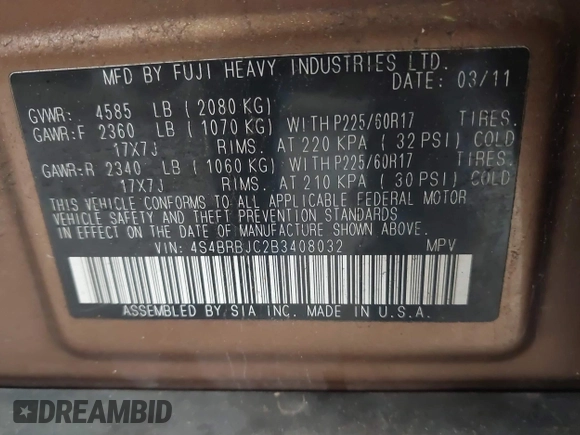 MFD BY FUJI HEAVY INDUSTRIES LTD.
DATE: 03/11
GVWR: 4585 LB (2080 KG)
GAWR:F 2360 LB (1070 KG) WITH P225/60R17 TIRES.
17X7J RIMS. AT 220 KPA (32 PSI) COLD
GAWR:R 2340 LB (1060 KG) WITH P225/60R17 TIRES.
17X7J RIMS. AT 210 KPA (30 PSI) COLD
THIS VEHICLE CONFORMS TO ALL APPLICABLE FEDERAL MOTOR
VEHICLE SAFETY AND THEFT PREVENTION STANDARDS
IN EFFECT ON THE DATE OF MANUFACTURE SHOWN ABOVE.
VIN: 4S4BRBJC2B3408032 MPV
ASSEMBLED BY SIA INC. MADE IN U.S.A.
DREAMBID